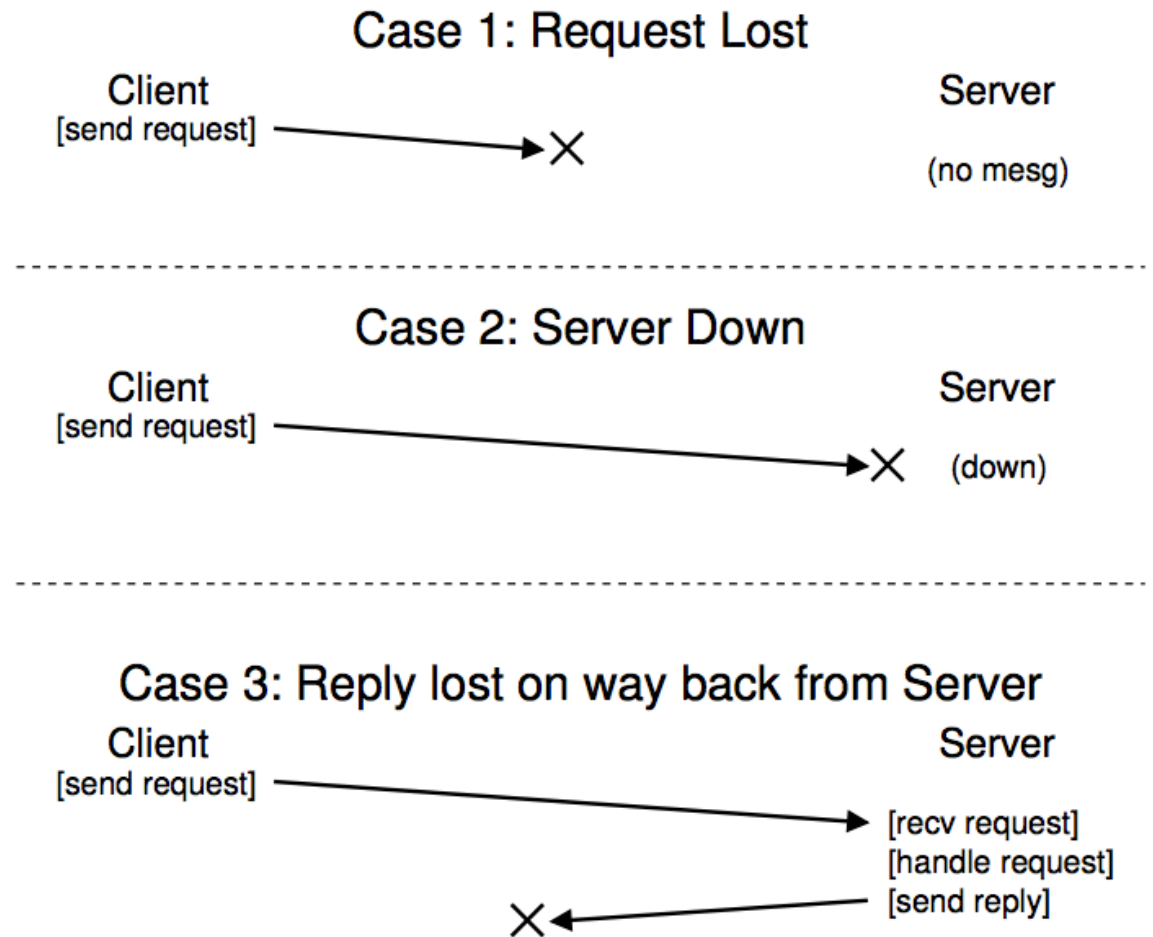 Case 1: Request Lost
Client Server
[send request]
(no mesg)
Case 2: Server Down
Client Server
[send request]
(down)
Case 3: Reply lost on way back from Server
Client Server
[send request]
[recv request]
[handle request]
[send reply]